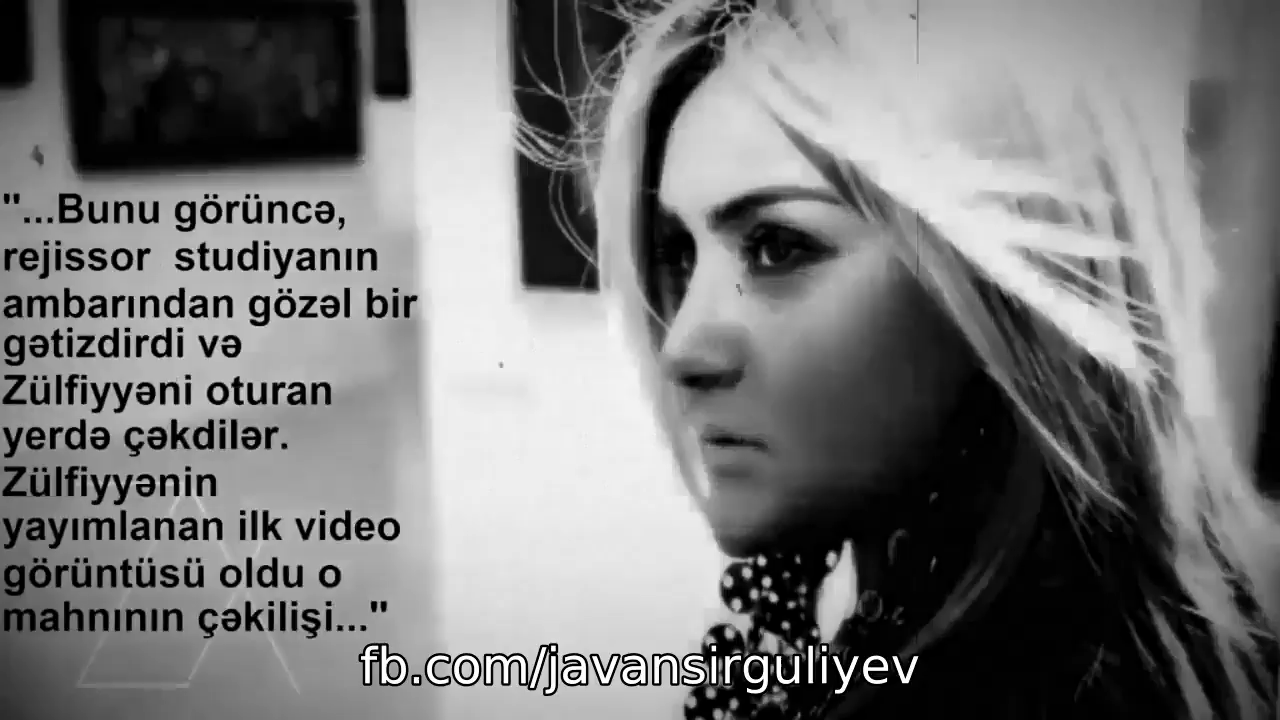 "...Bunu görüncə,
rejissor studiyanın
ambarından gözəl bir
gətizdirdi və
Zülfiyyəni oturan
yerdə çəkdilər.
Zülfiyyənin
yayımlanan ilk video
görüntüsü oldu o
mahnının çəkilişi..."
fb.com/javansirguliyev